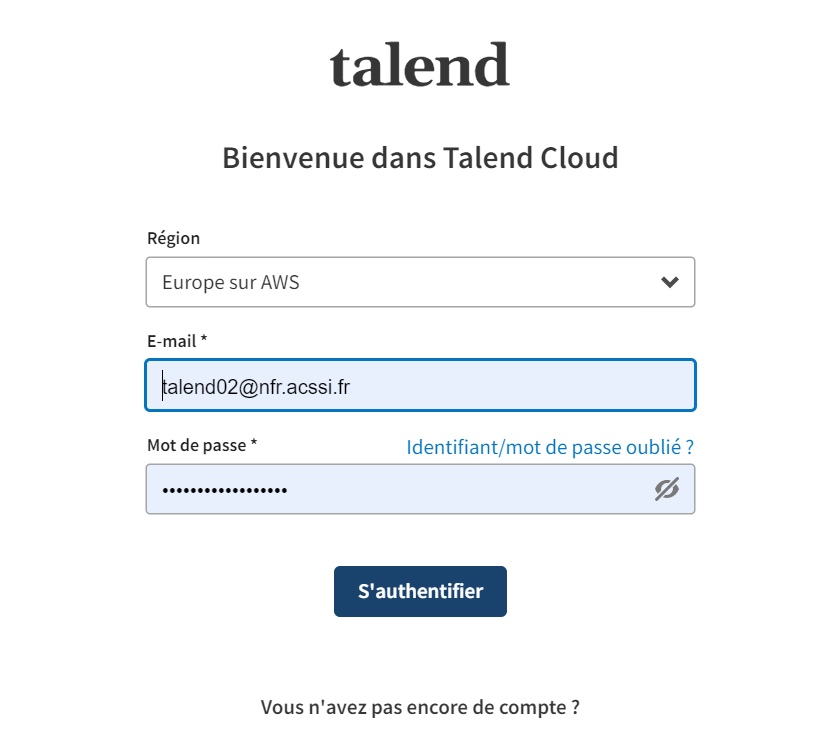 talend
Bienvenue dans Talend Cloud
Région
Europe sur AWS
E-mail *
talend02@nfr.acssi.fr
Mot de passe * Identifiant/mot de passe oublié ?
••••••••••••••••••
S'authentifier
Vous n'avez pas encore de compte ?